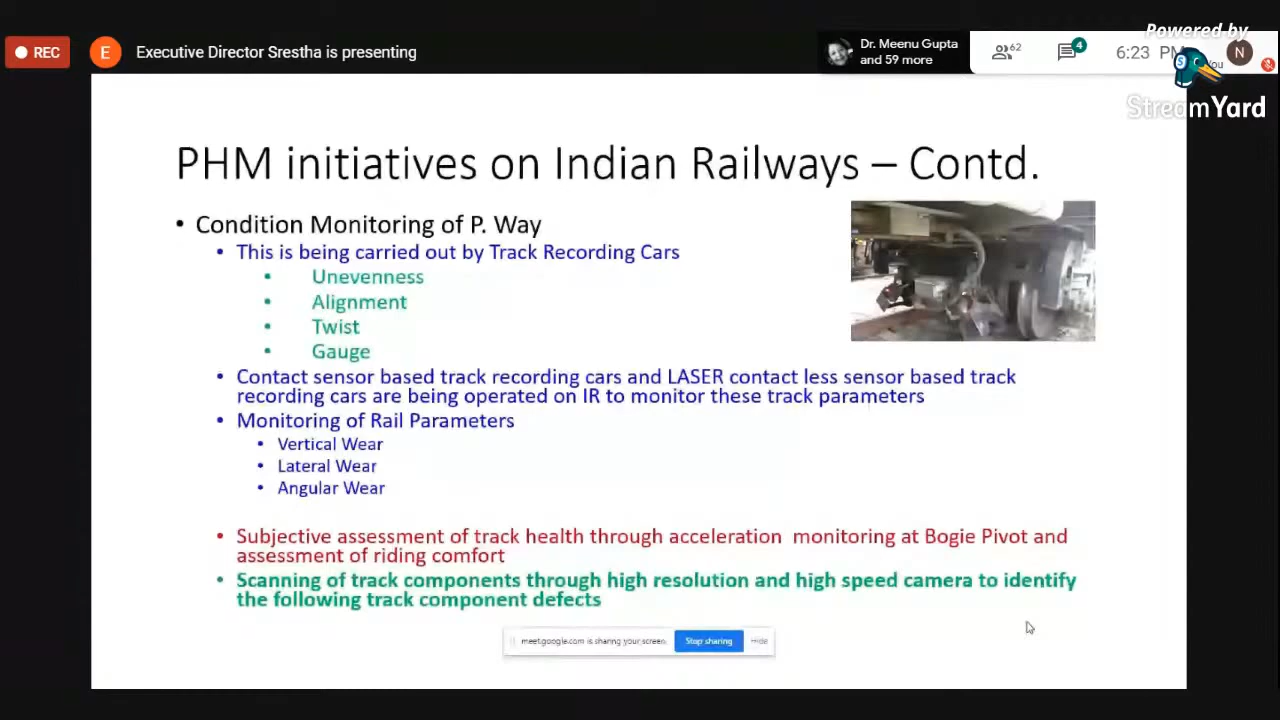 Powered by
REC
E
Executive Director Srestha is presenting
Dr. Meenu Gupta
and 59 more
62
4
6:23 PM
You
N
S
StreamYard
PHM initiatives on Indian Railways – Contd.
• Condition Monitoring of P. Way
• This is being carried out by Track Recording Cars
• Unevenness
• Alignment
• Twist
• Gauge
• Contact sensor based track recording cars and LASER contact less sensor based track
recording cars are being operated on IR to monitor these track parameters
• Monitoring of Rail Parameters
• Vertical Wear
• Lateral Wear
• Angular Wear
• Subjective assessment of track health through acceleration monitoring at Bogie Pivot and
assessment of riding comfort
• Scanning of track components through high resolution and high speed camera to identify
the following track component defects
meet.google.com is sharing your screen.
Stop sharing
Hide